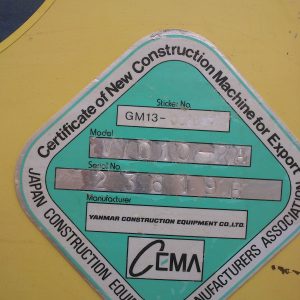 Certificate of New Construction Machine for Export
Sticker No.
GM13-
Model
Serial No.
Manufacturer
YANMAR CONSTRUCTION EQUIPMENT CO.,LTD.
CEMA
JAPAN CONSTRUCTION EQUI
MANUFACTURERS ASSOCIATI